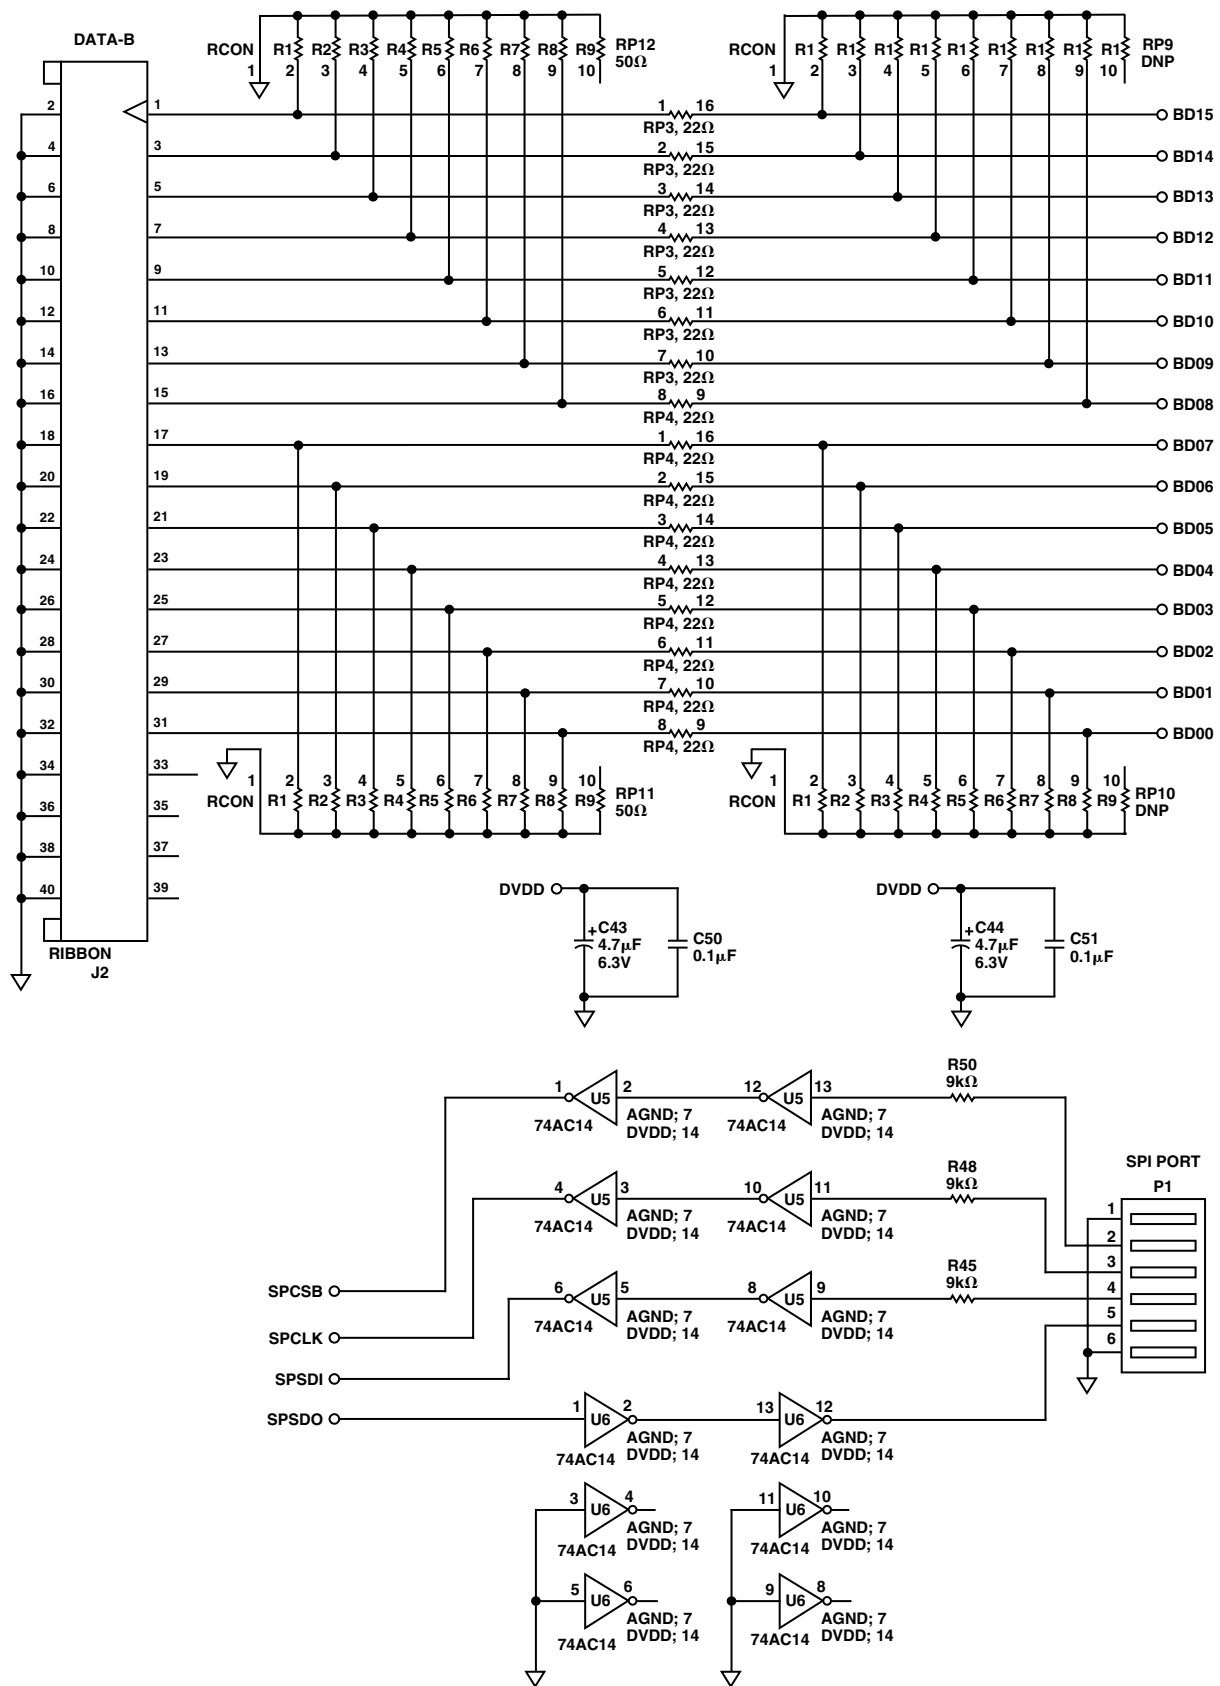 DATA-B
RCON 1 R1 2 R2 3 R3 4 R4 5 R5 6 R6 7 R7 8 R8 9 R9 10 RP12 50Ω
RCON 1 R1 2 R1 3 R1 4 R1 5 R1 6 R1 7 R1 8 R1 9 R1 10 RP9 DNP
2 1 1 16 RP3, 22Ω BD15
4 3 2 15 RP3, 22Ω BD14
6 5 3 14 RP3, 22Ω BD13
8 7 4 13 RP3, 22Ω BD12
10 9 5 12 RP3, 22Ω BD11
12 11 6 11 RP3, 22Ω BD10
14 13 7 10 RP3, 22Ω BD09
16 15 8 9 RP4, 22Ω BD08
18 17 1 16 RP4, 22Ω BD07
20 19 2 15 RP4, 22Ω BD06
22 21 3 14 RP4, 22Ω BD05
24 23 4 13 RP4, 22Ω BD04
26 25 5 12 RP4, 22Ω BD03
28 27 6 11 RP4, 22Ω BD02
30 29 7 10 RP4, 22Ω BD01
32 31 8 9 RP4, 22Ω BD00
34 33
36 35
38 37
40 39
RIBBON
J2
1 2 3 4 5 6 7 8 9 10
RCON R1 R2 R3 R4 R5 R6 R7 R8 R9 RP11 50Ω
1 2 3 4 5 6 7 8 9 10
RCON R1 R2 R3 R4 R5 R6 R7 R8 R9 RP10 DNP
DVDD
+C43
4.7μF
6.3V
C50
0.1μF
DVDD
+C44
4.7μF
6.3V
C51
0.1μF
R50
9kΩ
1 U5 2 12 U5 13
74AC14 AGND; 7 DVDD; 14 74AC14 AGND; 7 DVDD; 14
SPI PORT
P1
R48
9kΩ
4 U5 3 10 U5 11
74AC14 AGND; 7 DVDD; 14 74AC14 AGND; 7 DVDD; 14
1
2
3
4
5
6
R45
9kΩ
SPCSB
6 U5 5 8 U5 9
74AC14 AGND; 7 DVDD; 14 74AC14 AGND; 7 DVDD; 14
SPCLK
SPSDI
SPSDO
1 U6 2 13 U6 12
74AC14 AGND; 7 DVDD; 14 74AC14 AGND; 7 DVDD; 14
3 U6 4 11 U6 10
74AC14 AGND; 7 DVDD; 14 74AC14 AGND; 7 DVDD; 14
5 U6 6 9 U6 8
74AC14 AGND; 7 DVDD; 14 74AC14 AGND; 7 DVDD; 14